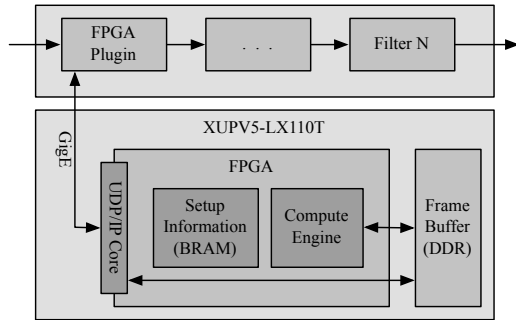 FPGA
Plugin
. . .
Filter N
GigE
XUPV5-LX110T
FPGA
UDP/IP Core
Setup
Information
(BRAM)
Compute
Engine
Frame
Buffer
(DDR)